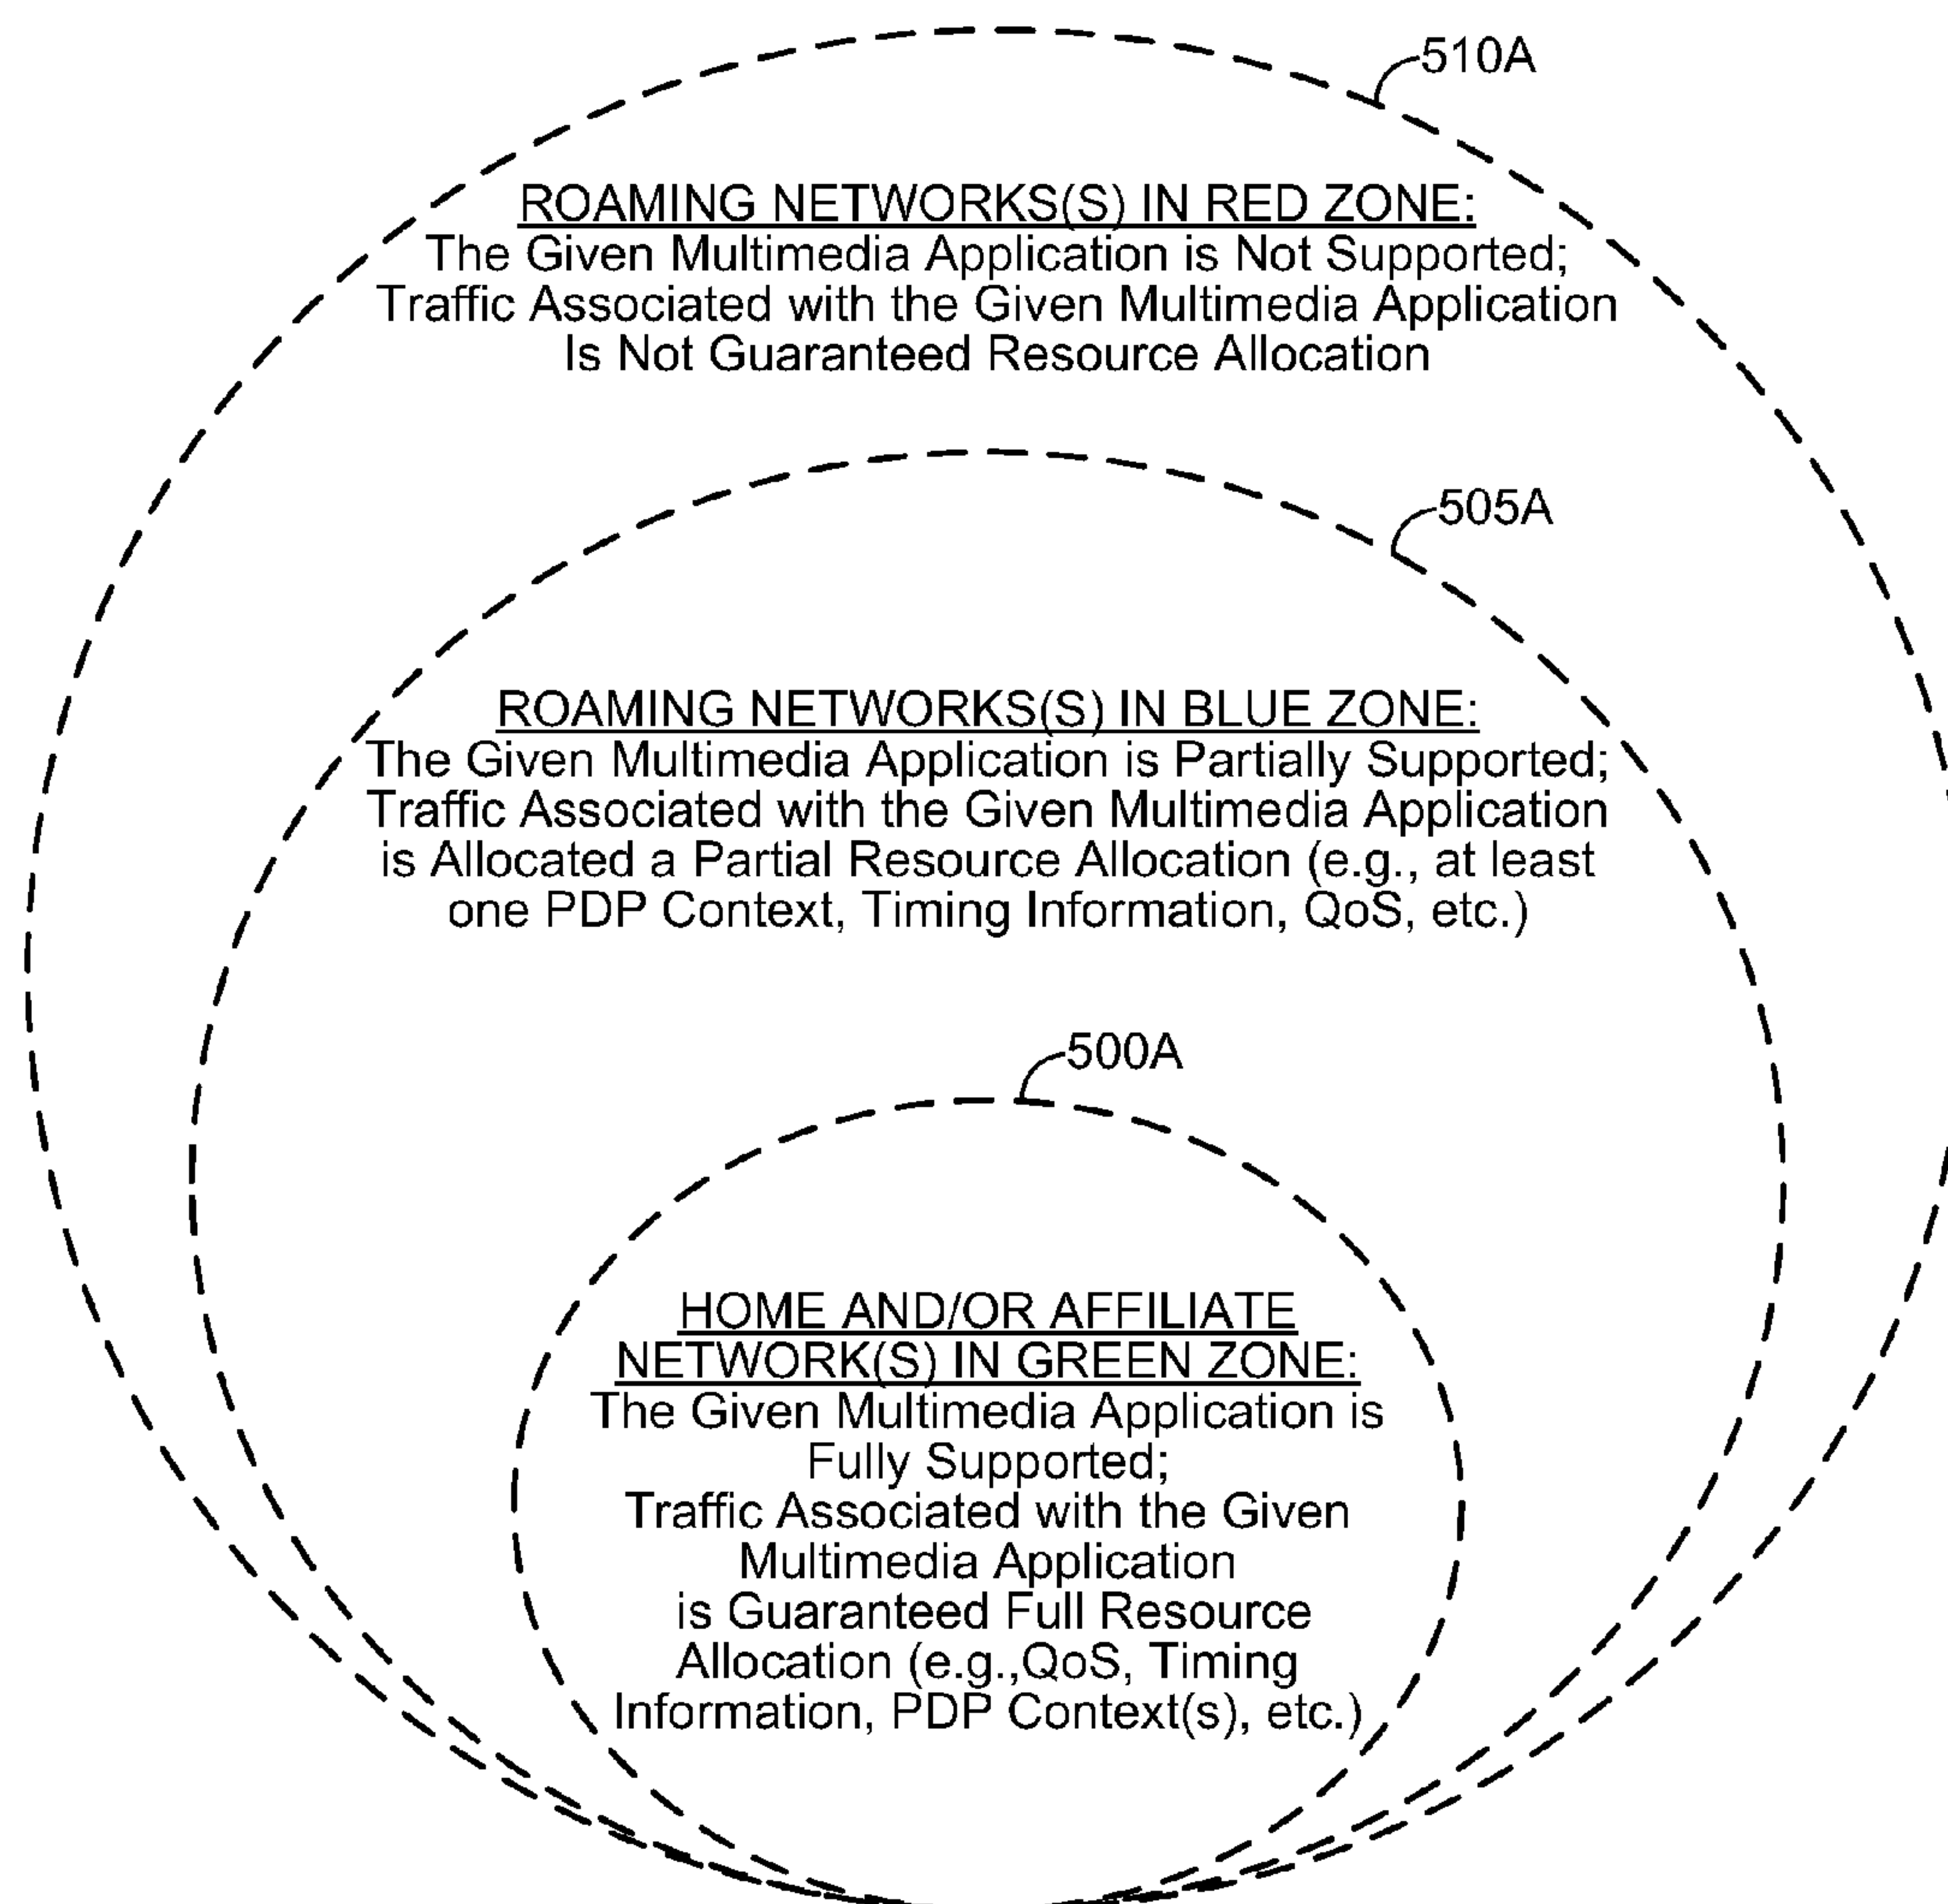 510A
ROAMING NETWORKS(S) IN RED ZONE:
The Given Multimedia Application is Not Supported;
Traffic Associated with the Given Multimedia Application
Is Not Guaranteed Resource Allocation
505A
ROAMING NETWORKS(S) IN BLUE ZONE:
The Given Multimedia Application is Partially Supported;
Traffic Associated with the Given Multimedia Application
is Allocated a Partial Resource Allocation (e.g., at least
one PDP Context, Timing Information, QoS, etc.)
500A
HOME AND/OR AFFILIATE
NETWORK(S) IN GREEN ZONE:
The Given Multimedia Application is
Fully Supported;
Traffic Associated with the Given
Multimedia Application
is Guaranteed Full Resource
Allocation (e.g.,QoS, Timing
Information, PDP Context(s), etc.)